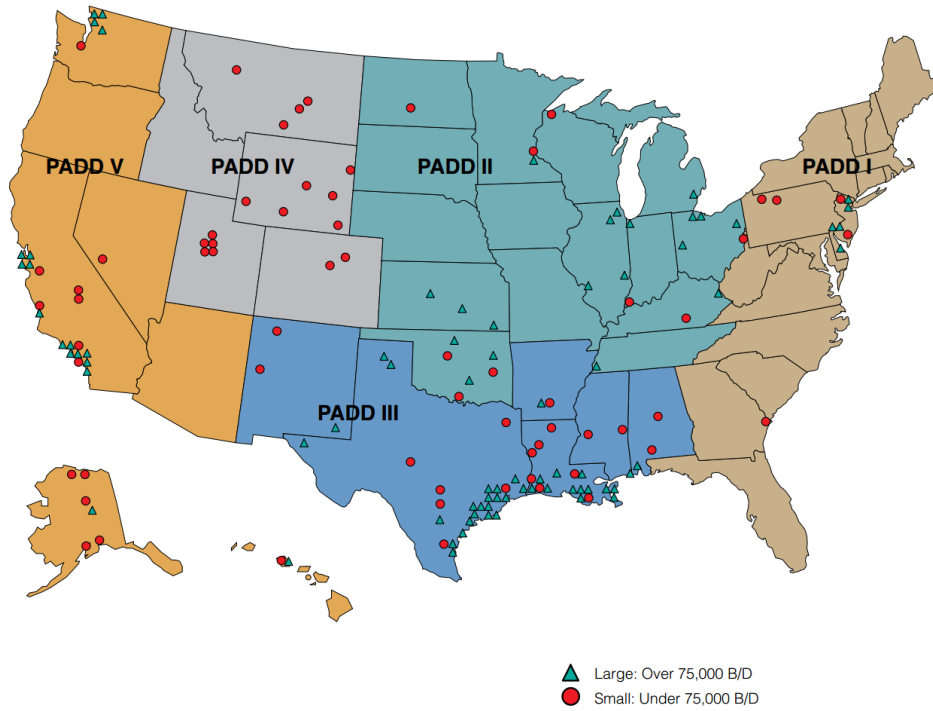 PADD V
PADD IV
PADD II
PADD I
PADD III
Large: Over 75,000 B/D
Small: Under 75,000 B/D